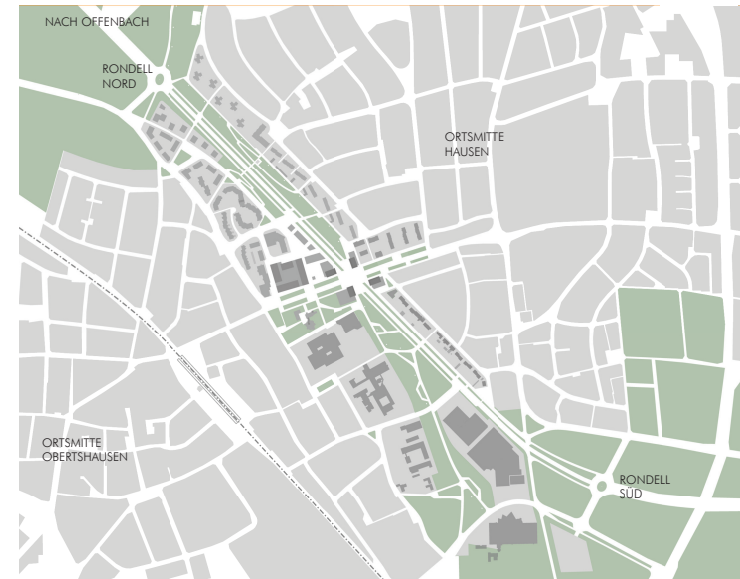 NACH OFFENBACH
RONDELL
NORD
ORTSMITTE
HAUSEN
ORTSMITTE
OBERTSHAUSEN
RONDELL
SÜD